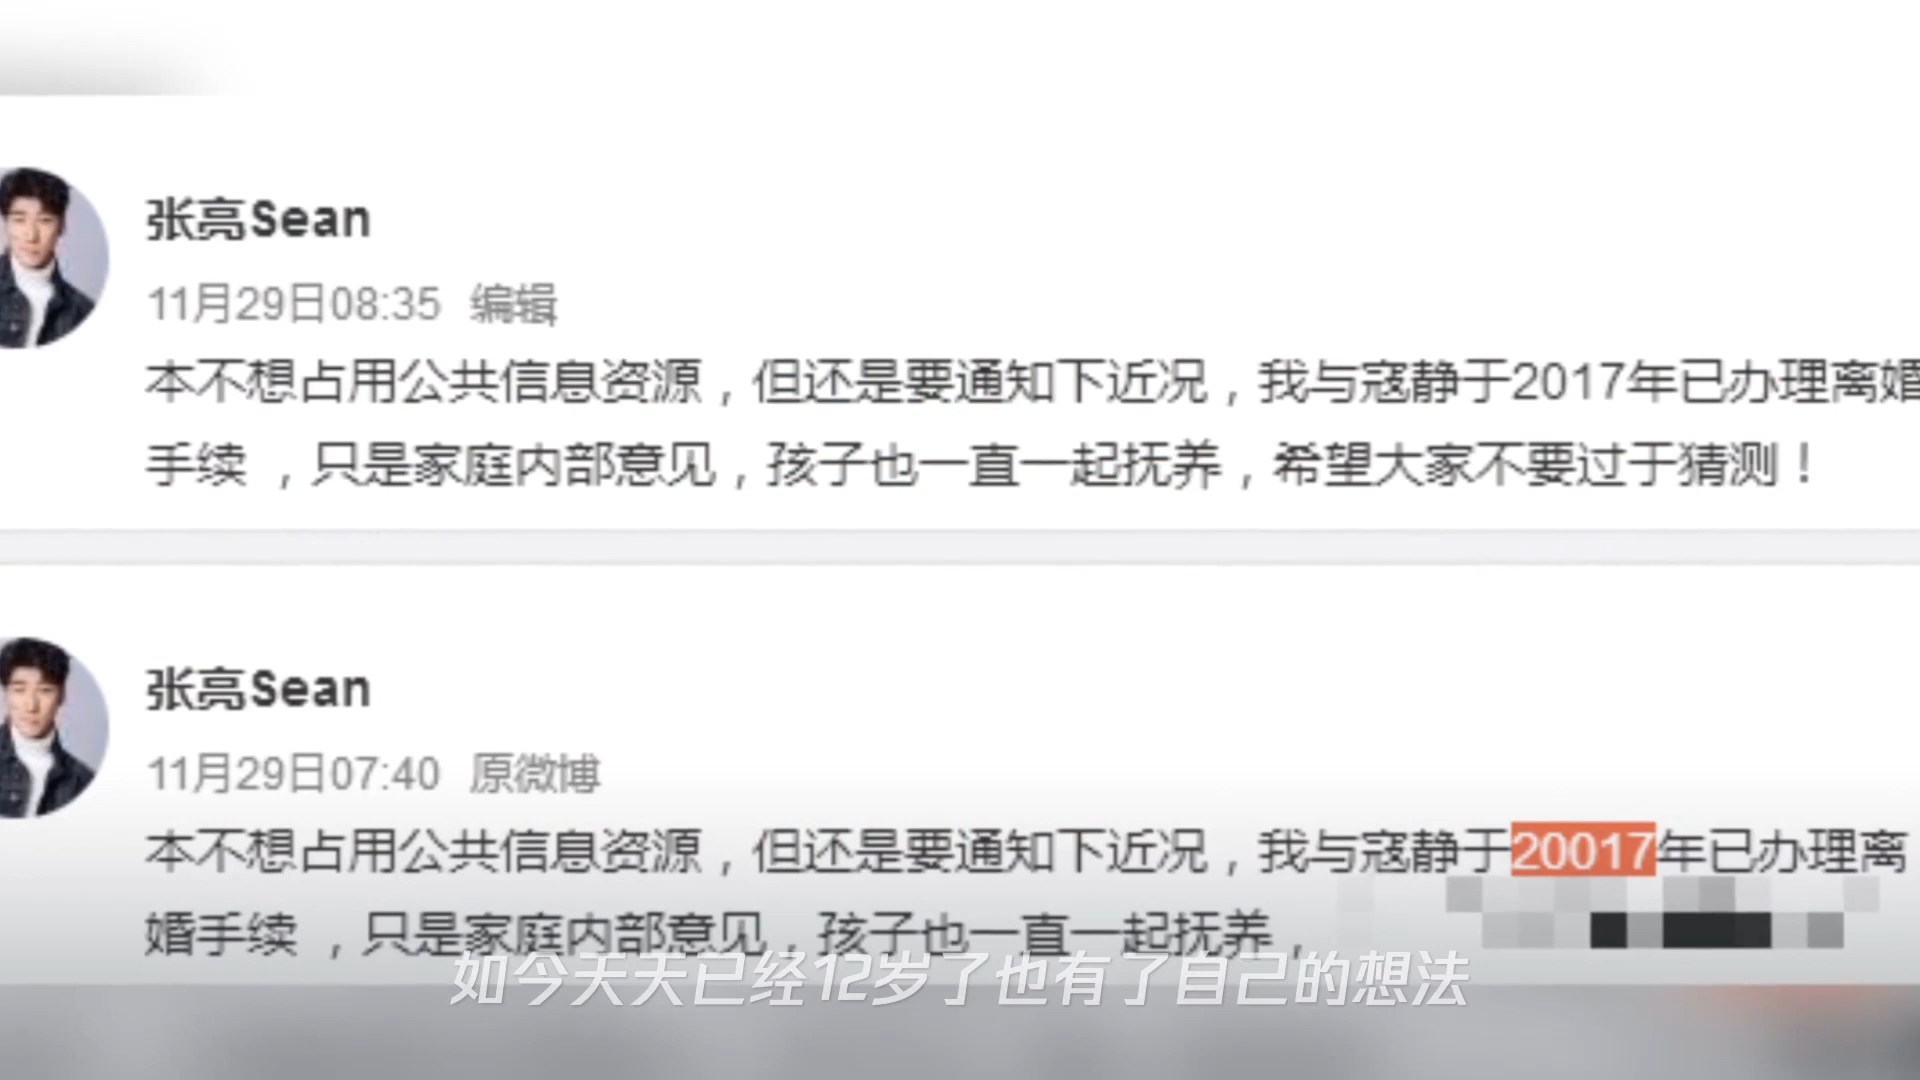 张亮Sean
11月29日08:35 编辑
本不想占用公共信息资源，但还是要通知下近况，我与寇静于2017年已办理离婚
手续 ，只是家庭内部意见，孩子也一直一起抚养，希望大家不要过于猜测！
张亮Sean
11月29日07:40 原微博
本不想占用公共信息资源，但还是要通知下近况，我与寇静于20017年已办理离
婚手续 ，只是家庭内部意见，孩子也一直一起抚养，
如今天天已经12岁了也有了自己的想法